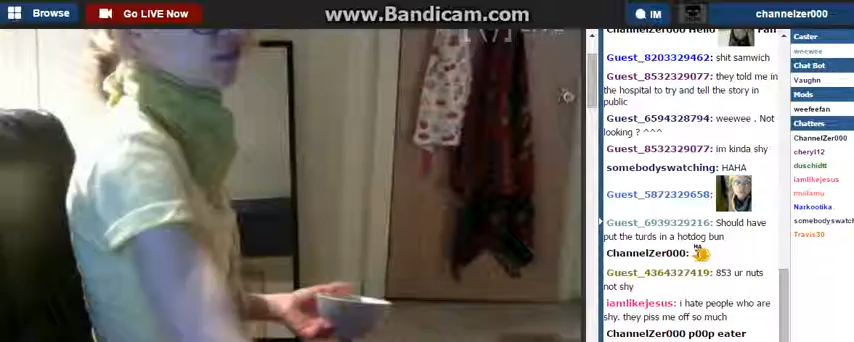 Browse
Go LIVE Now
www.Bandicam.com
IM
channelzer000
Guest_8203329462: shit samwich
Guest_8532329077: they told me in
the hospital to try and tell the story in
public
Guest_6594328794: weewee . Not
looking ? ^^^
Guest_8532329077: im kinda shy
somebodyswatching: HAHA
Guest_5872329658:
Guest_6939329216: Should have
put the turds in a hotdog bun
ChannelZer000:
Guest_4364327419: 853 ur nuts
not shy
iamlikejesus: i hate people who are
shy. they piss me off so much
ChannelZer000 p00p eater
Caster
weewee
Chat Bot
Vaughn
Mods
weefeefan
Chatters
ChannelZer000
cheryl12
duschidtt
iamlikejesus
Narkootika
somebodyswatch
Travis30